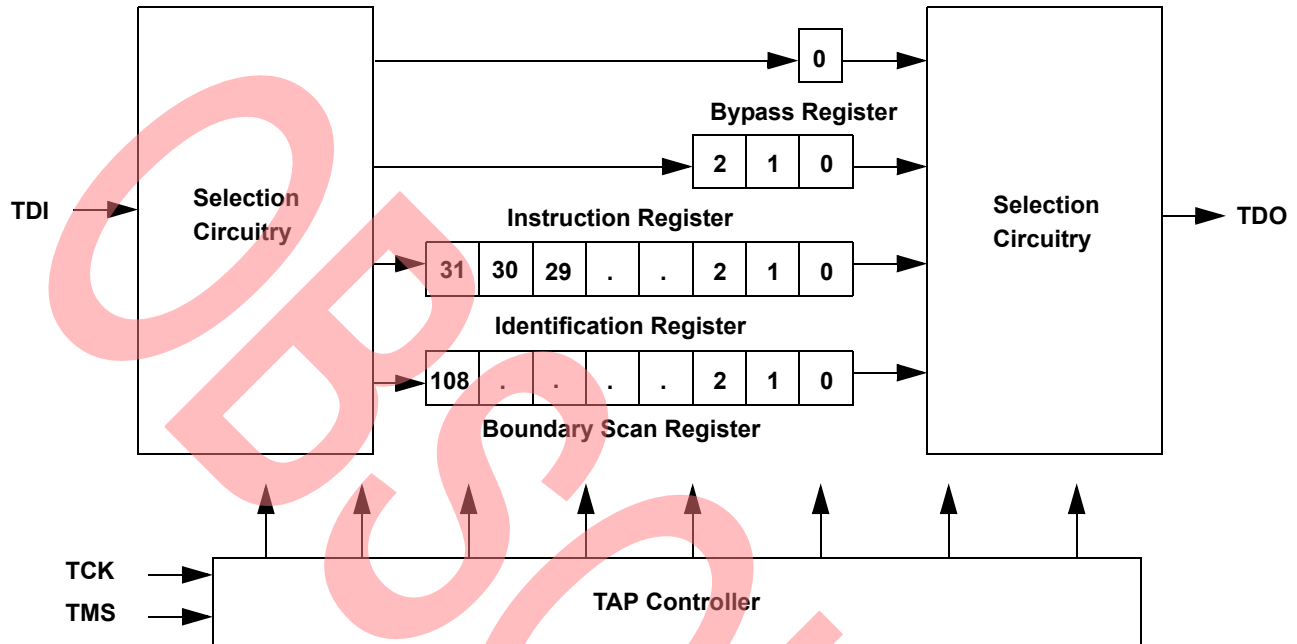 0
Bypass Register
2 1 0
TDI
Selection
Circuitry
Selection
Circuitry
TDO
Instruction Register
31 30 29 . . 2 1 0
Identification Register
108 . . . . 2 1 0
Boundary Scan Register
TCK
TMS
TAP Controller